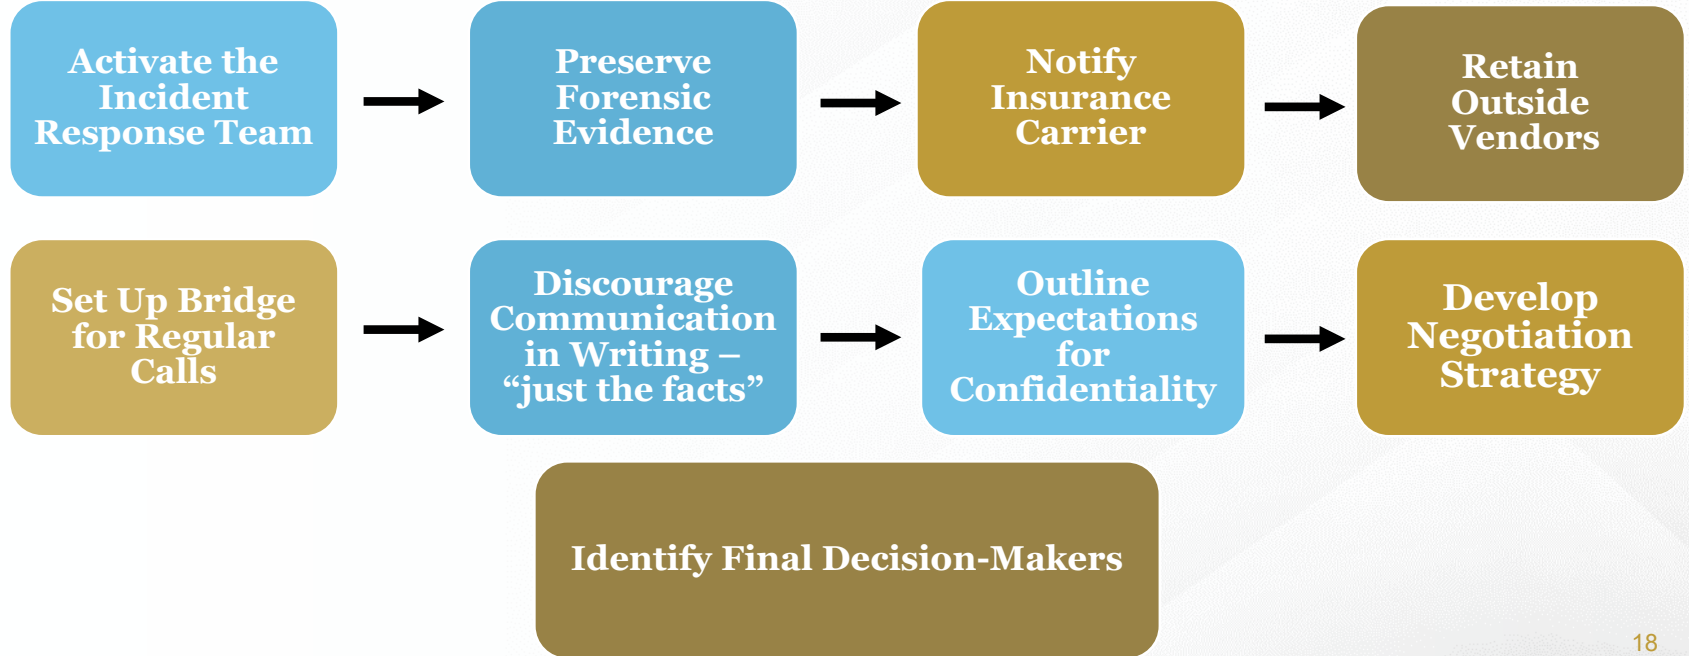 Activate the
Incident
Response Team
Preserve
Forensic
Evidence
Notify
Insurance
Carrier
Retain
Outside
Vendors
Set Up Bridge
for Regular
Calls
Discourage
Communication
in Writing –
“just the facts”
Outline
Expectations
for
Confidentiality
Develop
Negotiation
Strategy
Identify Final Decision-Makers
18